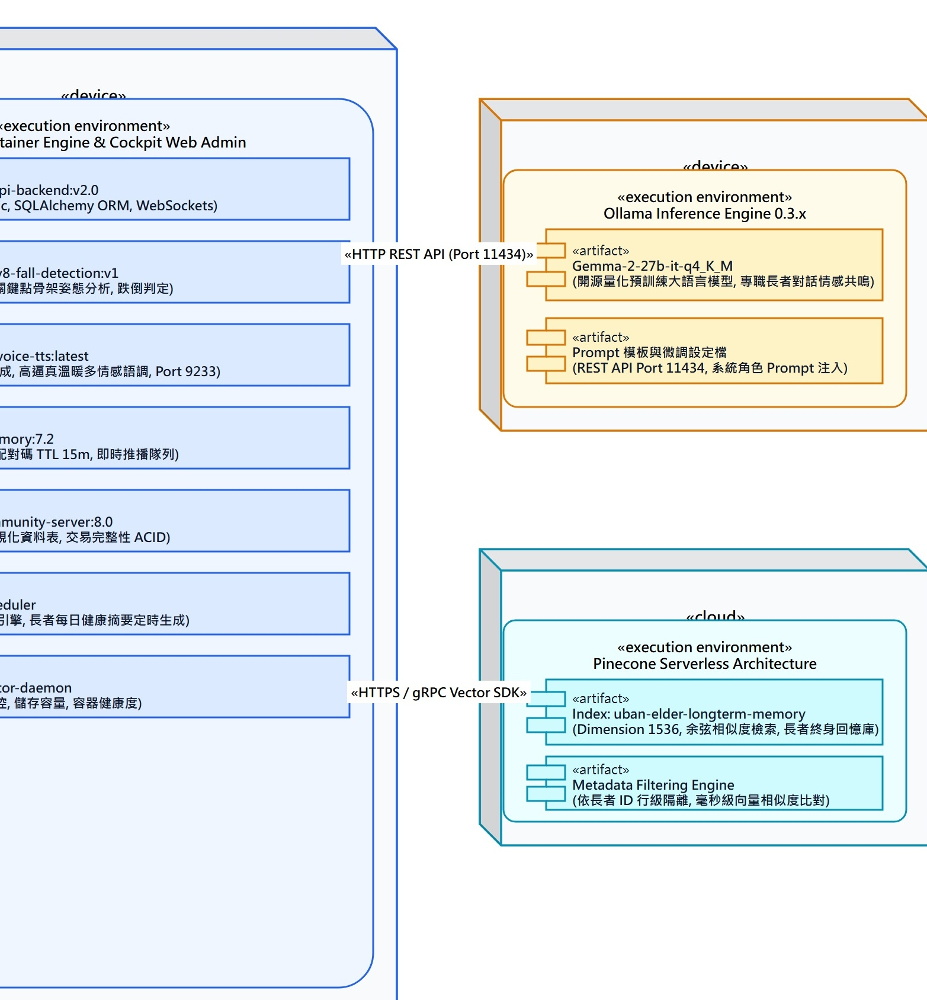 «device»
«execution environment»
tainer Engine & Cockpit Web Admin
pi-backend:v2.0
c, SQLAlchemy ORM, WebSockets)
v8-fall-detection:v1
關鍵點骨架姿態分析, 跌倒判定)
voice-tts:latest
成, 高逼真溫暖多情感語調, Port 9233)
mory:7.2
配對碼 TTL 15m, 即時推播隊列)
munity-server:8.0
視化資料表, 交易完整性 ACID)
eduler
引擎, 長者每日健康摘要定時生成)
tor-daemon
控, 儲存容量, 容器健康度)
«HTTP REST API (Port 11434)»
«HTTPS / gRPC Vector SDK»
«device»
«execution environment»
Ollama Inference Engine 0.3.x
«artifact»
Gemma-2-27b-it-q4_K_M
(開源量化預訓練大語言模型, 專職長者對話情感共鳴)
«artifact»
Prompt 模板與微調設定檔
(REST API Port 11434, 系統角色 Prompt 注入)
«cloud»
«execution environment»
Pinecone Serverless Architecture
«artifact»
Index: uban-elder-longterm-memory
(Dimension 1536, 余弦相似度檢索, 長者終身回憶庫)
«artifact»
Metadata Filtering Engine
(依長者 ID 行級隔離, 毫秒級向量相似度比對)